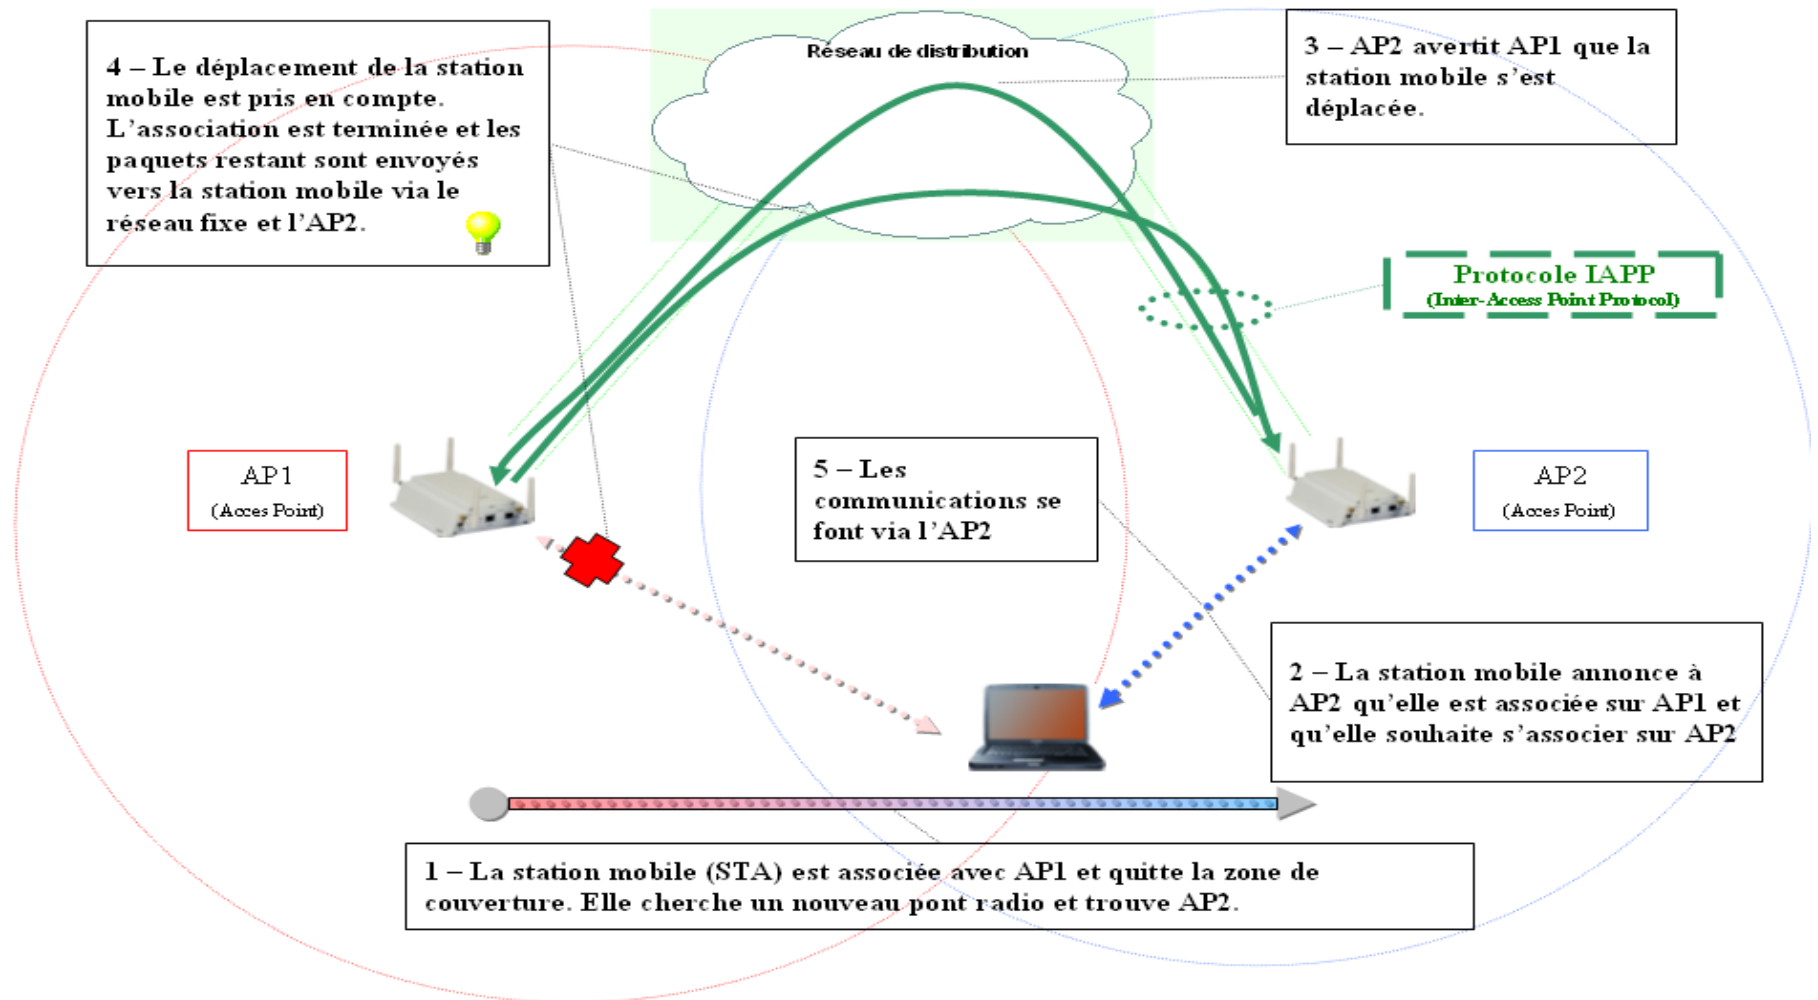 Réseau de distribution
4 – Le déplacement de la station
mobile est pris en compte.
L’association est terminée et les
paquets restant sont envoyés
vers la station mobile via le
réseau fixe et l’AP2.
3 – AP2 avertit AP1 que la
station mobile s’est
déplacée.
Protocole IAPP
(Inter-Access Point Protocol)
AP1
(Acces Point)
5 – Les
communications se
font via l’AP2
AP2
(Acces Point)
2 – La station mobile annonce à
AP2 qu’elle est associée sur AP1 et
qu’elle souhaite s’associer sur AP2
1 – La station mobile (STA) est associée avec AP1 et quitte la zone de
couverture. Elle cherche un nouveau pont radio et trouve AP2.